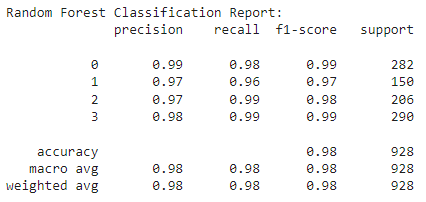 Random Forest Classification Report:
precision recall f1-score support
0 0.99 0.98 0.99 282
1 0.97 0.96 0.97 150
2 0.97 0.99 0.98 206
3 0.98 0.99 0.99 290
accuracy 0.98 928
macro avg 0.98 0.98 0.98 928
weighted avg 0.98 0.98 0.98 928